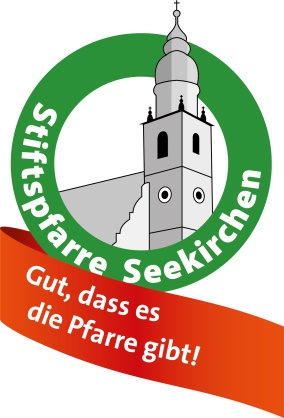 Stiftspfarre Seekirchen
Gut, dass es
die Pfarre gibt!